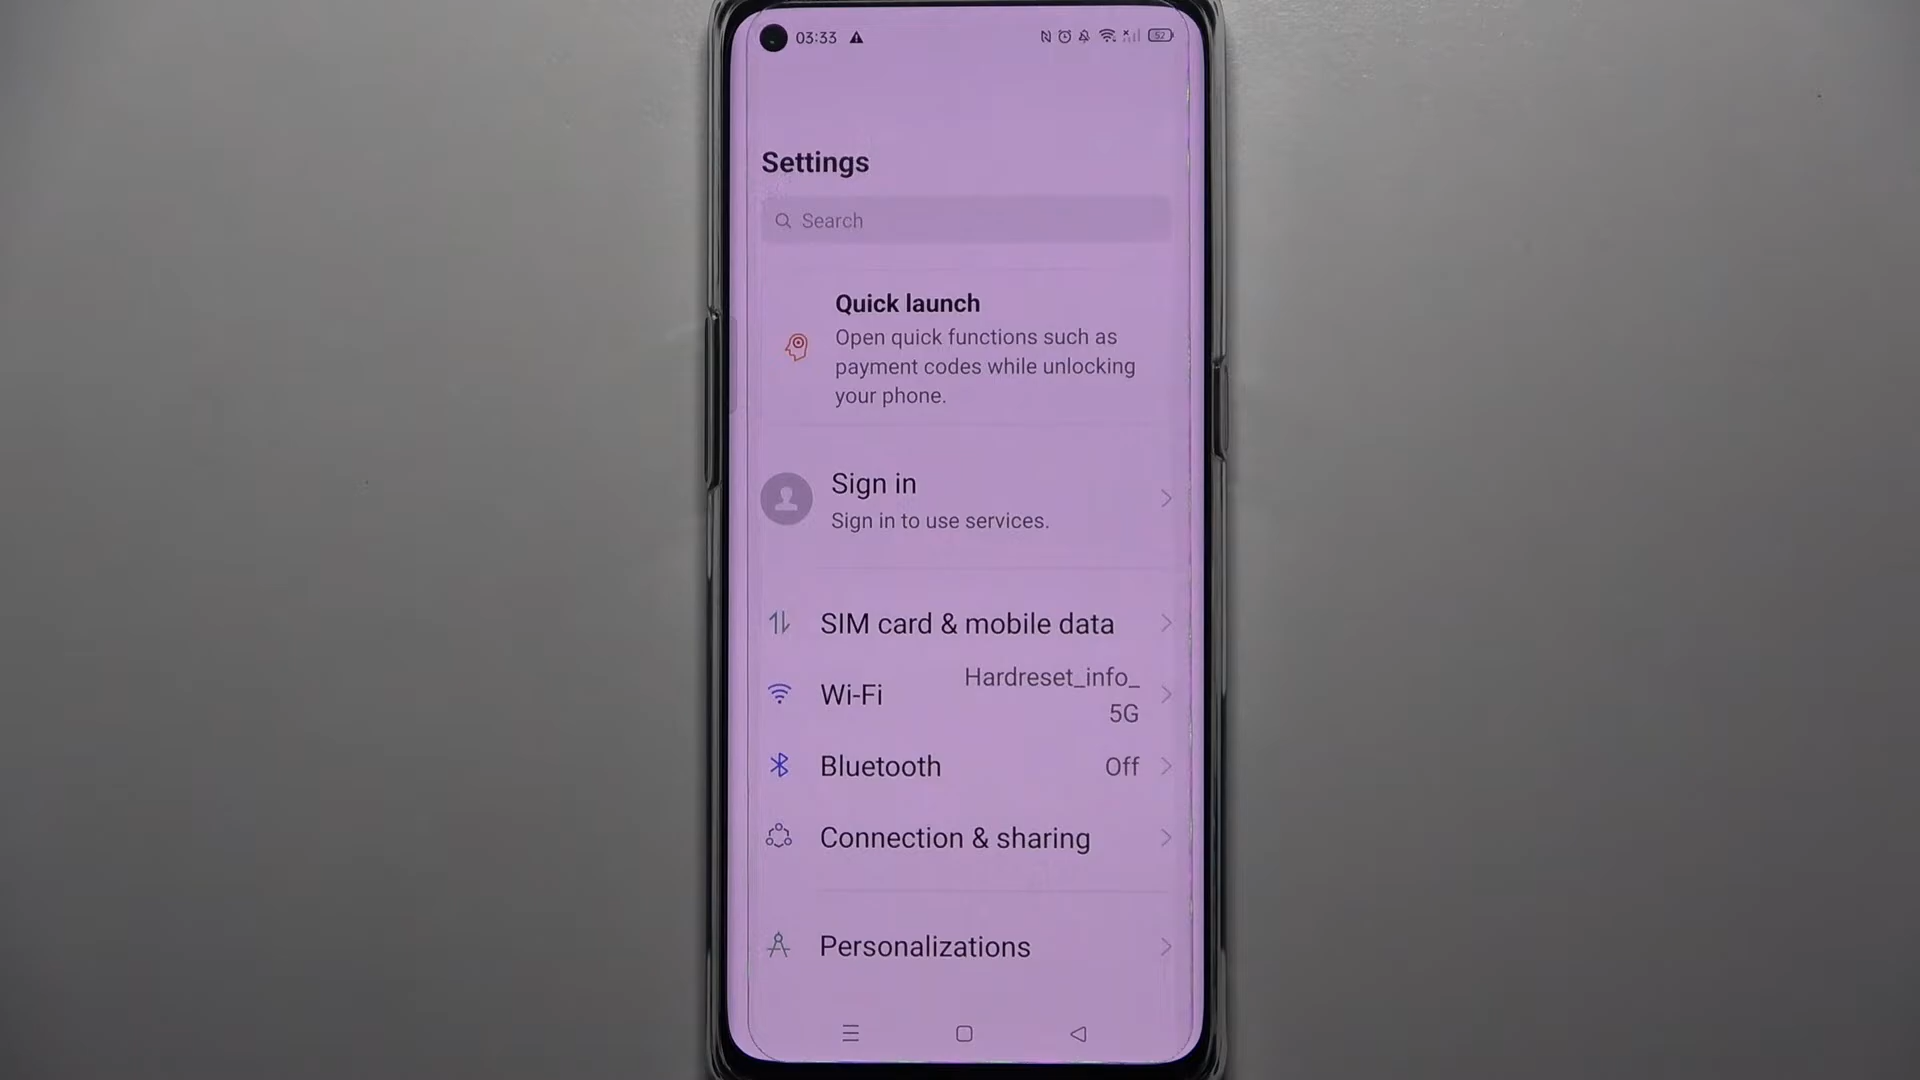 03:33
52
Settings
Search
Quick launch
Open quick functions such as
payment codes while unlocking
your phone.
Sign in
Sign in to use services.
SIM card & mobile data
Wi-Fi
Hardreset_info_
5G
Bluetooth
Off
Connection & sharing
Personalizations